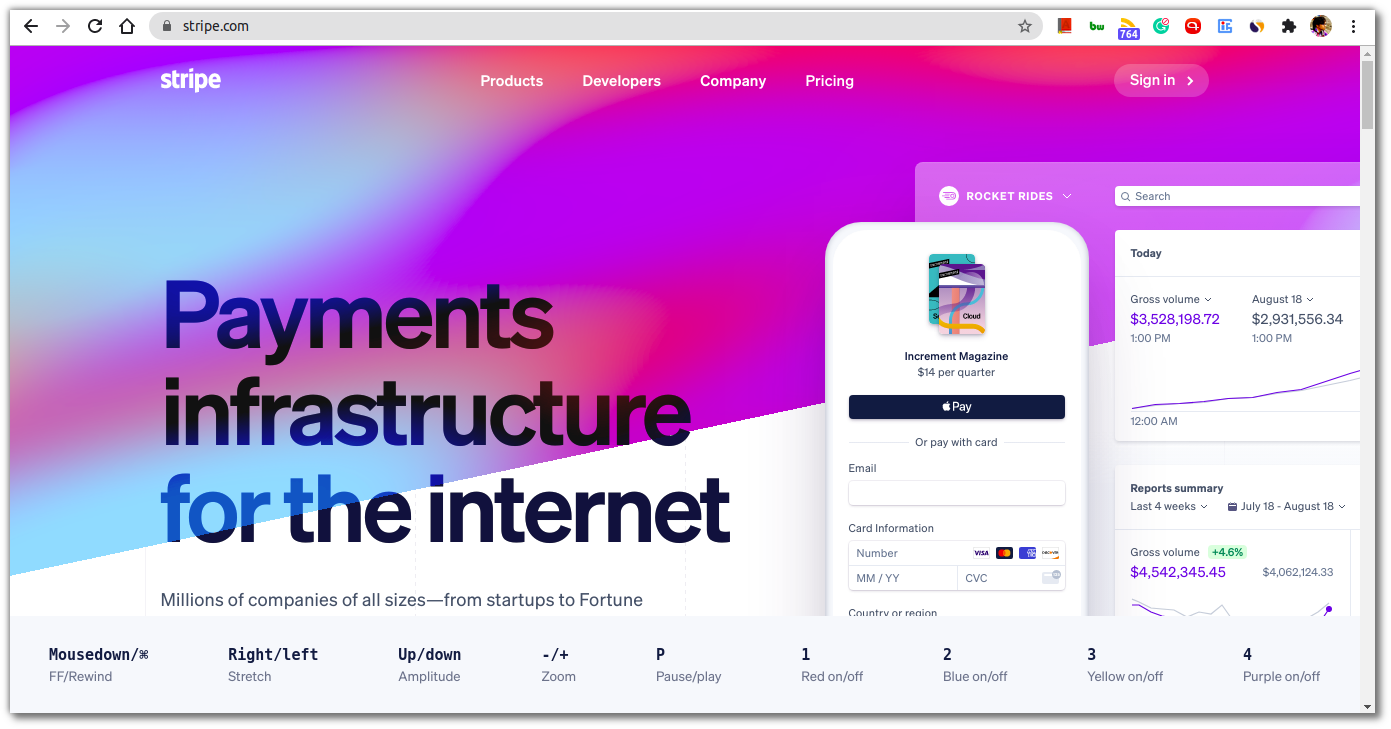 stripe.com
bw
764
stripe
Products Developers Company Pricing
Sign in
ROCKET RIDES
Search
Today
Gross volume August 18
$3,528,198.72 $2,931,556.34
1:00 PM 1:00 PM
12:00 AM
Payments
infrastructure
for the internet
Millions of companies of all sizes—from startups to Fortune
Cloud
Increment Magazine
$14 per quarter
Pay
Or pay with card
Email
Card Information
Number VISA
MM / YY CVC
Country or region
Reports summary
Last 4 weeks July 18 - August 18
Gross volume +4.6%
$4,542,345.45 $4,062,124.33
Mousedown/⌘ Right/left Up/down -/+ P 1 2 3 4
FF/Rewind Stretch Amplitude Zoom Pause/play Red on/off Blue on/off Yellow on/off Purple on/off